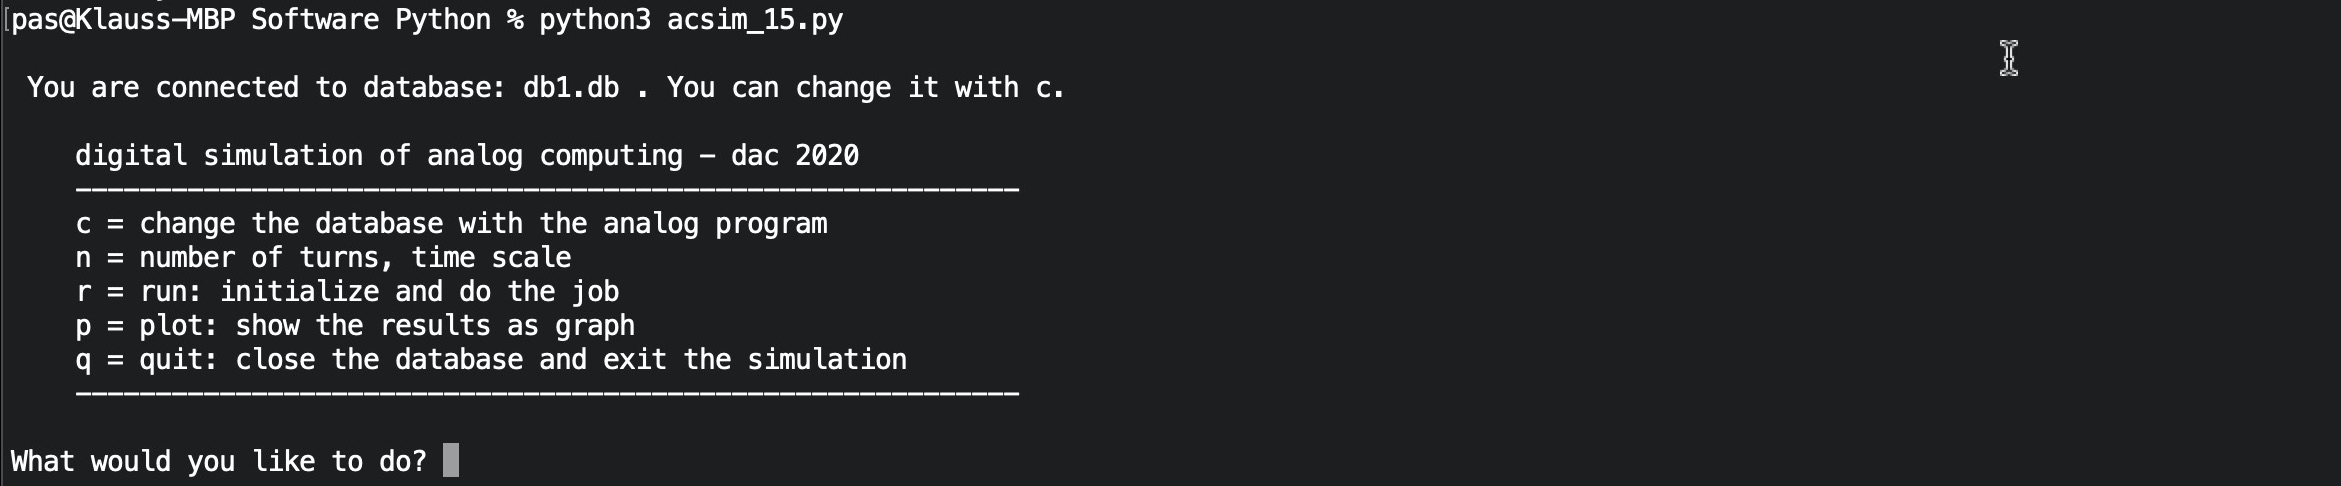 [pas@Klauss-MBP Software Python % python3 acsim_15.py
You are connected to database: db1.db . You can change it with c.
digital simulation of analog computing - dac 2020
-----------------------------------------------------------
c = change the database with the analog program
n = number of turns, time scale
r = run: initialize and do the job
p = plot: show the results as graph
q = quit: close the database and exit the simulation
-----------------------------------------------------------
What would you like to do?